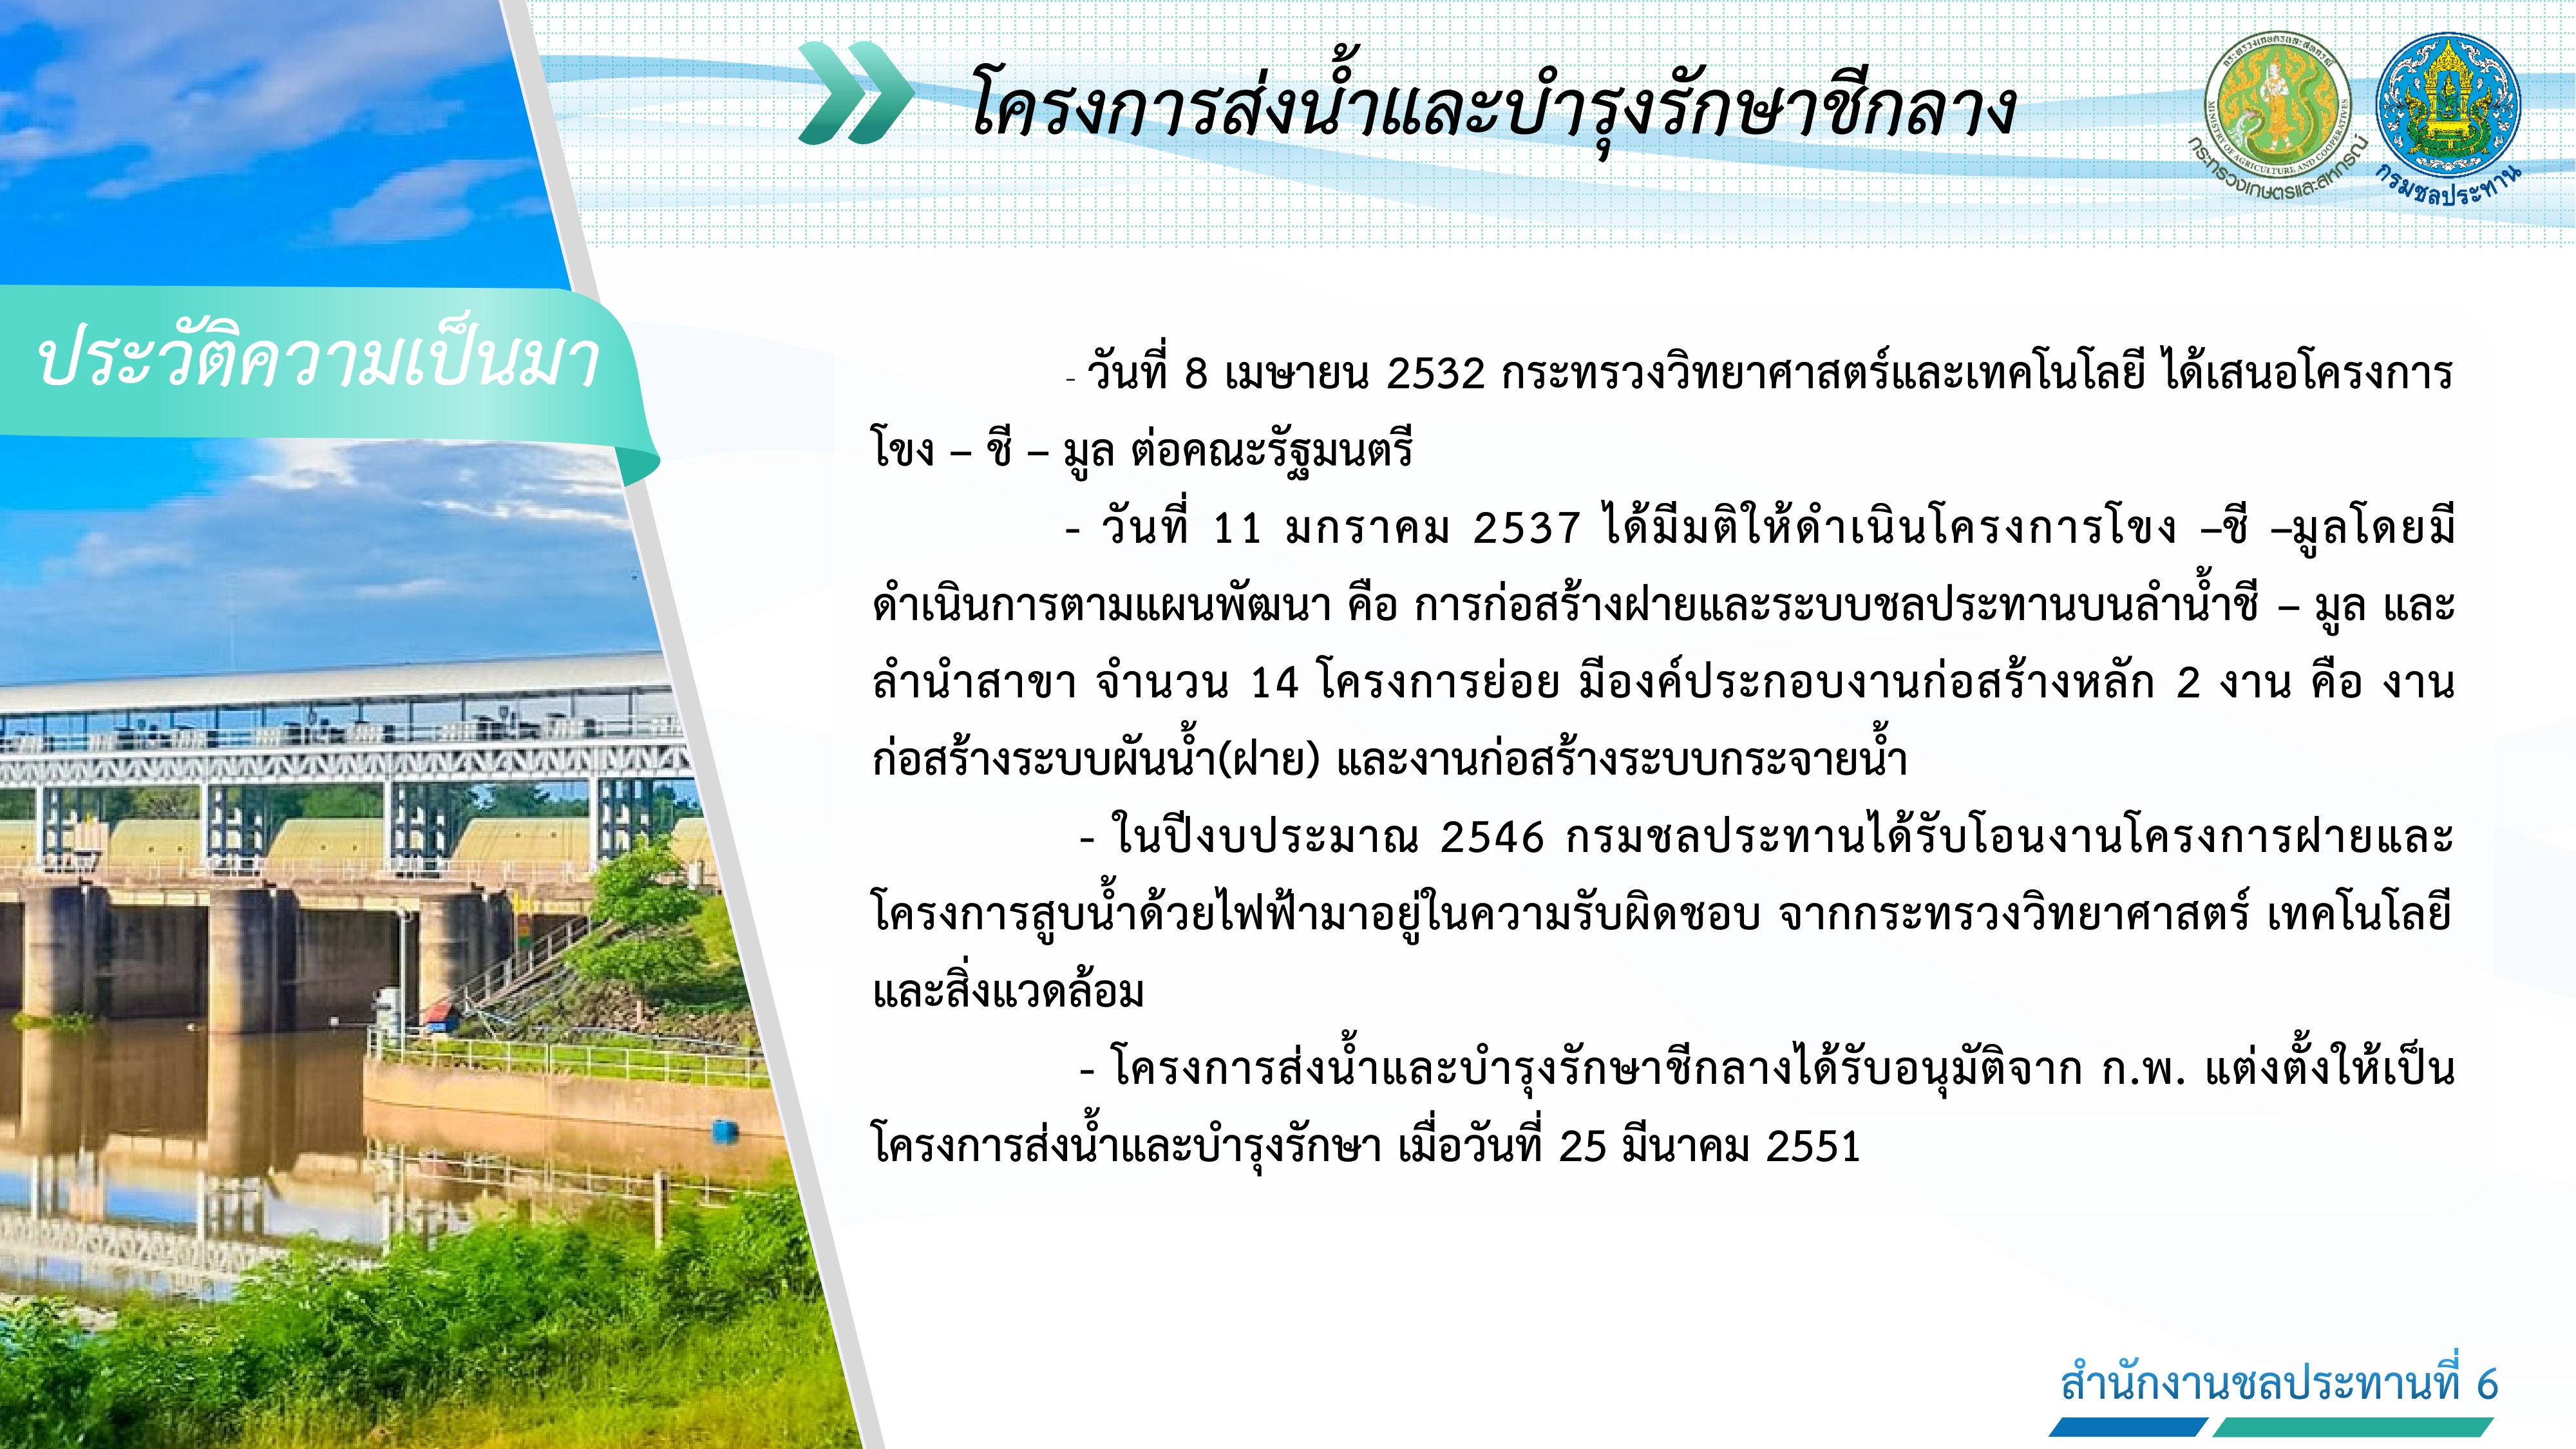 โครงการส่งน้ำและบำรุงรักษาชีกลาง
กระทรวงเกษตรและสหกรณ์
MINISTRY OF AGRICULTURE AND COOPERATIVES
กระทรวงเกษตรและสหกรณ์
กรมชลประทาน
ประวัติความเป็นมา
- วันที่ 8 เมษายน 2532 กระทรวงวิทยาศาสตร์และเทคโนโลยี ได้เสนอโครงการ
โขง – ชี – มูล ต่อคณะรัฐมนตรี
- วันที่ 11 มกราคม 2537 ได้มีมติให้ดำเนินโครงการโขง –ชี –มูลโดยมี
ดำเนินการตามแผนพัฒนา คือ การก่อสร้างฝายและระบบชลประทานบนลำน้ำชี – มูล และ
ลำนำสาขา จำนวน 14 โครงการย่อย มีองค์ประกอบงานก่อสร้างหลัก 2 งาน คือ งาน
ก่อสร้างระบบผันน้ำ(ฝาย) และงานก่อสร้างระบบกระจายน้ำ
- ในปีงบประมาณ 2546 กรมชลประทานได้รับโอนงานโครงการฝายและ
โครงการสูบน้ำด้วยไฟฟ้ามาอยู่ในความรับผิดชอบ จากกระทรวงวิทยาศาสตร์ เทคโนโลยี
และสิ่งแวดล้อม
- โครงการส่งน้ำและบำรุงรักษาชีกลางได้รับอนุมัติจาก ก.พ. แต่งตั้งให้เป็น
โครงการส่งน้ำและบำรุงรักษา เมื่อวันที่ 25 มีนาคม 2551
สำนักงานชลประทานที่ 6